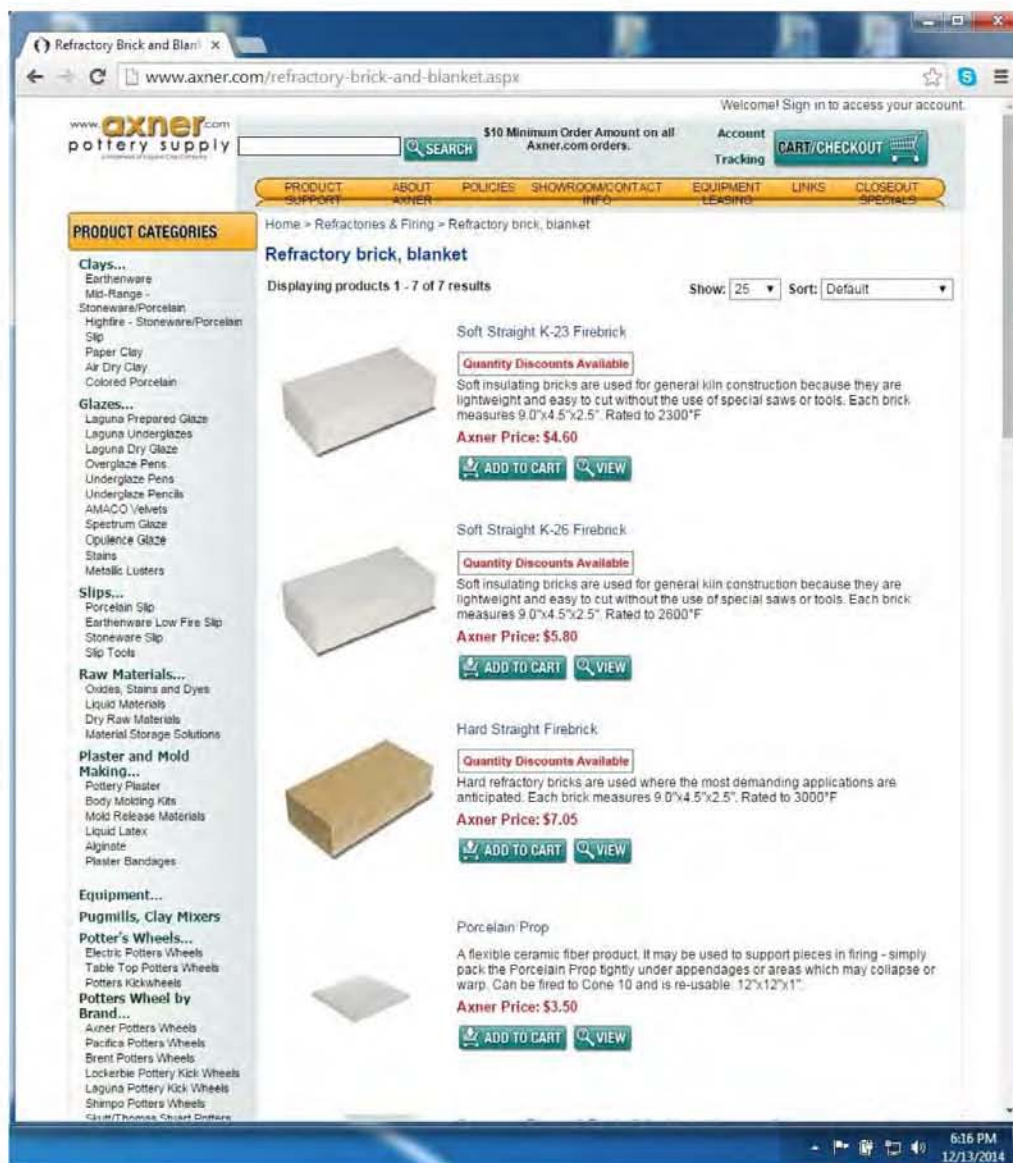 Refractory Brick and Blan
www.axner.com/refractory-brick-and-blanket.aspx
Welcome! Sign in to access your account.
www.axner.com
pottery supply
SEARCH
$10 Minimum Order Amount on all
Axner.com orders.
Account
Tracking
CART/CHECKOUT
PRODUCT SUPPORT
ABOUT AXNER
POLICIES
SHOWROOM/CONTACT INFO
EQUIPMENT LEASING
LINKS
CLOSEOUT SPECIALS
PRODUCT CATEGORIES
Clays...
Earthenware
Mid-Range -
Stoneware/Porcelain
Highfire - Stoneware/Porcelain
Slip
Paper Clay
Air Dry Clay
Colored Porcelain
Glazes...
Laguna Prepared Glaze
Laguna Underglazes
Laguna Dry Glaze
Overglaze Pens
Underglaze Pens
Underglaze Pencils
AMACO Velvets
Spectrum Glaze
Opulence Glaze
Stains
Metallic Lusters
Slips...
Porcelain Slip
Earthenware Low Fire Slip
Stoneware Slip
Slip Tools
Raw Materials...
Oxides, Stains and Dyes
Liquid Materials
Dry Raw Materials
Material Storage Solutions
Plaster and Mold
Making...
Pottery Plaster
Body Molding Kits
Mold Release Materials
Liquid Latex
Alginate
Plaster Bandages
Equipment...
Pugmills, Clay Mixers
Potter's Wheels...
Electric Potters Wheels
Table Top Potters Wheels
Potters Kickwheels
Potters Wheel by
Brand...
Axner Potters Wheels
Pacifica Potters Wheels
Brent Potters Wheels
Lockerbie Pottery Kick Wheels
Laguna Pottery Kick Wheels
Shimpo Potters Wheels
Skutt/Thomas Stuart Potters
Home > Refractories & Firing > Refractory brick, blanket
Refractory brick, blanket
Displaying products 1 - 7 of 7 results
Show: 25 Sort: Default
Soft Straight K-23 Firebrick
Quantity Discounts Available
Soft insulating bricks are used for general kiln construction because they are
lightweight and easy to cut without the use of special saws or tools. Each brick
measures 9.0"x4.5"x2.5". Rated to 2300°F
Axner Price: $4.60
ADD TO CART VIEW
Soft Straight K-26 Firebrick
Quantity Discounts Available
Soft insulating bricks are used for general kiln construction because they are
lightweight and easy to cut without the use of special saws or tools. Each brick
measures 9.0"x4.5"x2.5". Rated to 2600°F
Axner Price: $5.80
ADD TO CART VIEW
Hard Straight Firebrick
Quantity Discounts Available
Hard refractory bricks are used where the most demanding applications are
anticipated. Each brick measures 9.0"x4.5"x2.5". Rated to 3000°F
Axner Price: $7.05
ADD TO CART VIEW
Porcelain Prop
A flexible ceramic fiber product. It may be used to support pieces in firing - simply
pack the Porcelain Prop tightly under appendages or areas which may collapse or
warp. Can be fired to Cone 10 and is re-usable. 12"x12"x1".
Axner Price: $3.50
ADD TO CART VIEW
6:16 PM
12/13/2014